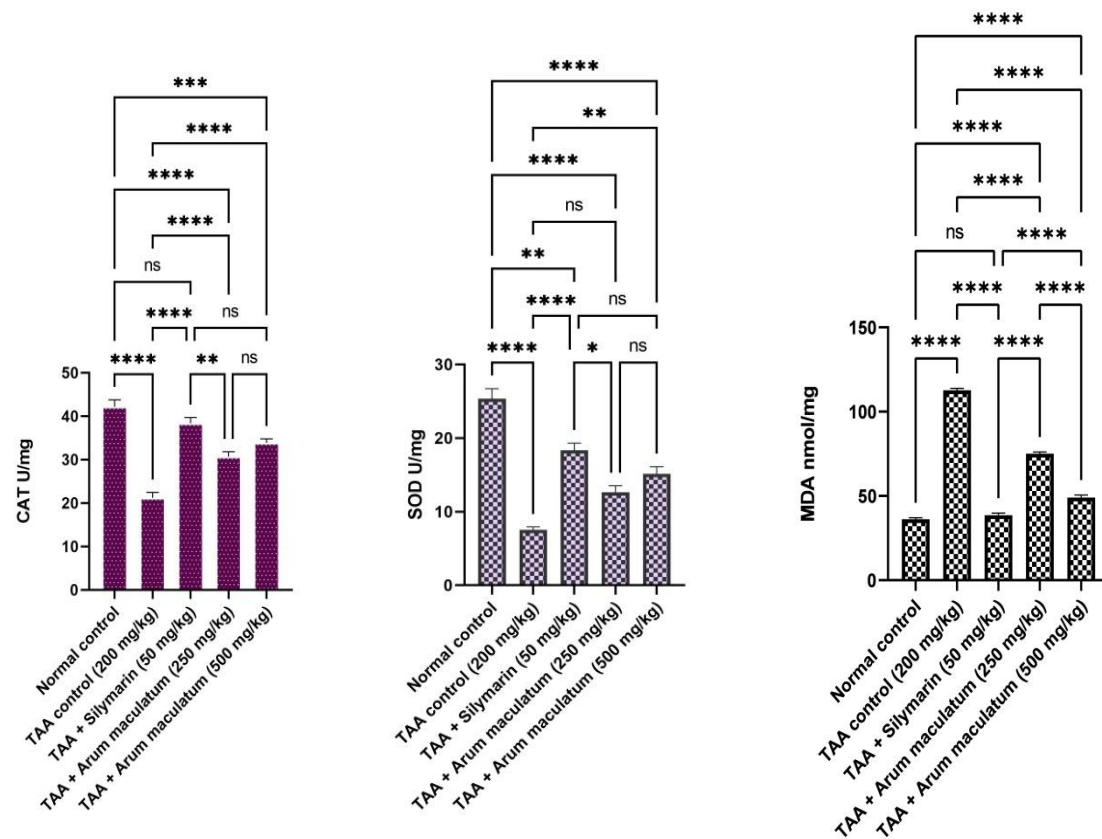 ***
****
****
****
ns
**** ns
**** ** ns
50
40
30
20
10
0
CAT U/mg
Normal control
TAA control (200 mg/kg)
TAA + Silymarin (50 mg/kg)
TAA + Arum maculatum (250 mg/kg)
TAA + Arum maculatum (500 mg/kg)
****
**
****
ns
**
**** ns
**** * ns
30
20
10
0
SOD U/mg
Normal control
TAA control (200 mg/kg)
TAA + Silymarin (50 mg/kg)
TAA + Arum maculatum (250 mg/kg)
TAA + Arum maculatum (500 mg/kg)
****
****
****
****
ns ****
**** ****
**** ****
150
100
50
0
MDA nmol/mg
Normal control
TAA control (200 mg/kg)
TAA + Silymarin (50 mg/kg)
TAA + Arum maculatum (250 mg/kg)
TAA + Arum maculatum (500 mg/kg)